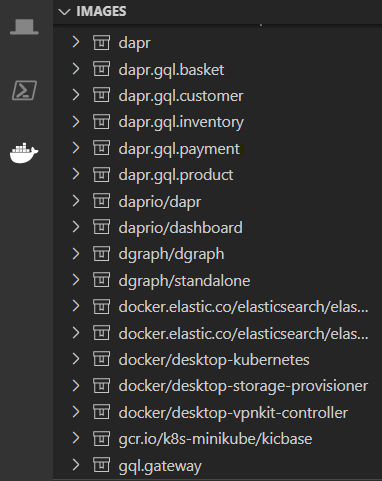 IMAGES
dapr
dapr.gql.basket
dapr.gql.customer
dapr.gql.inventory
dapr.gql.payment
dapr.gql.product
daprio/dapr
daprio/dashboard
dgraph/dgraph
dgraph/standalone
docker.elastic.co/elasticsearch/elas...
docker.elastic.co/elasticsearch/elas...
docker/desktop-kubernetes
docker/desktop-storage-provisioner
docker/desktop-vpnkit-controller
gcr.io/k8s-minikube/kicbase
gql.gateway